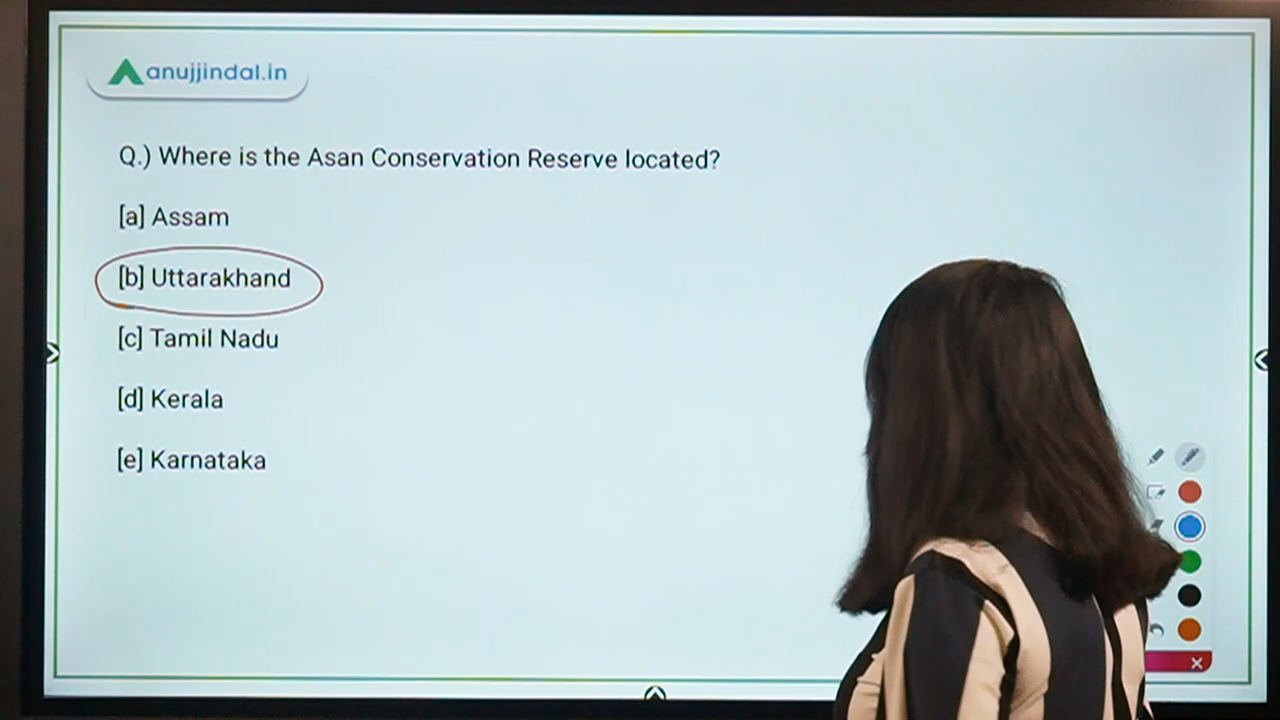 anujjindal.in
Q.) Where is the Asan Conservation Reserve located?
[a] Assam
[b] Uttarakhand
[c] Tamil Nadu
[d] Kerala
[e] Karnataka